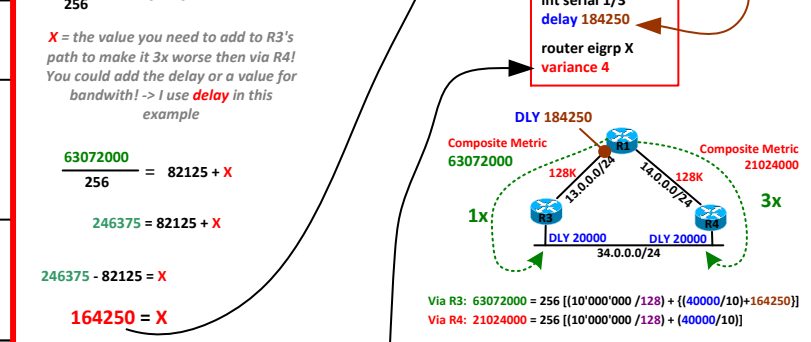 256
X = the value you need to add to R3's
path to make it 3x worse then via R4!
You could add the delay or a value for
bandwith! -> I use delay in this
example
63072000
256
= 82125 + X
246375 = 82125 + X
246375 - 82125 = X
164250 = X
int serial 1/3
delay 184250
router eigrp X
variance 4
DLY 184250
Composite Metric
63072000
R1
Composite Metric
21024000
128K
13.0.0.0/24
128K
14.0.0.0/24
1x
3x
R3
R4
DLY 20000
DLY 20000
34.0.0.0/24
Via R3: 63072000 = 256 [(10'000'000 /128) + {(40000/10)+164250}]
Via R4: 21024000 = 256 [(10'000'000 /128) + (40000/10)]